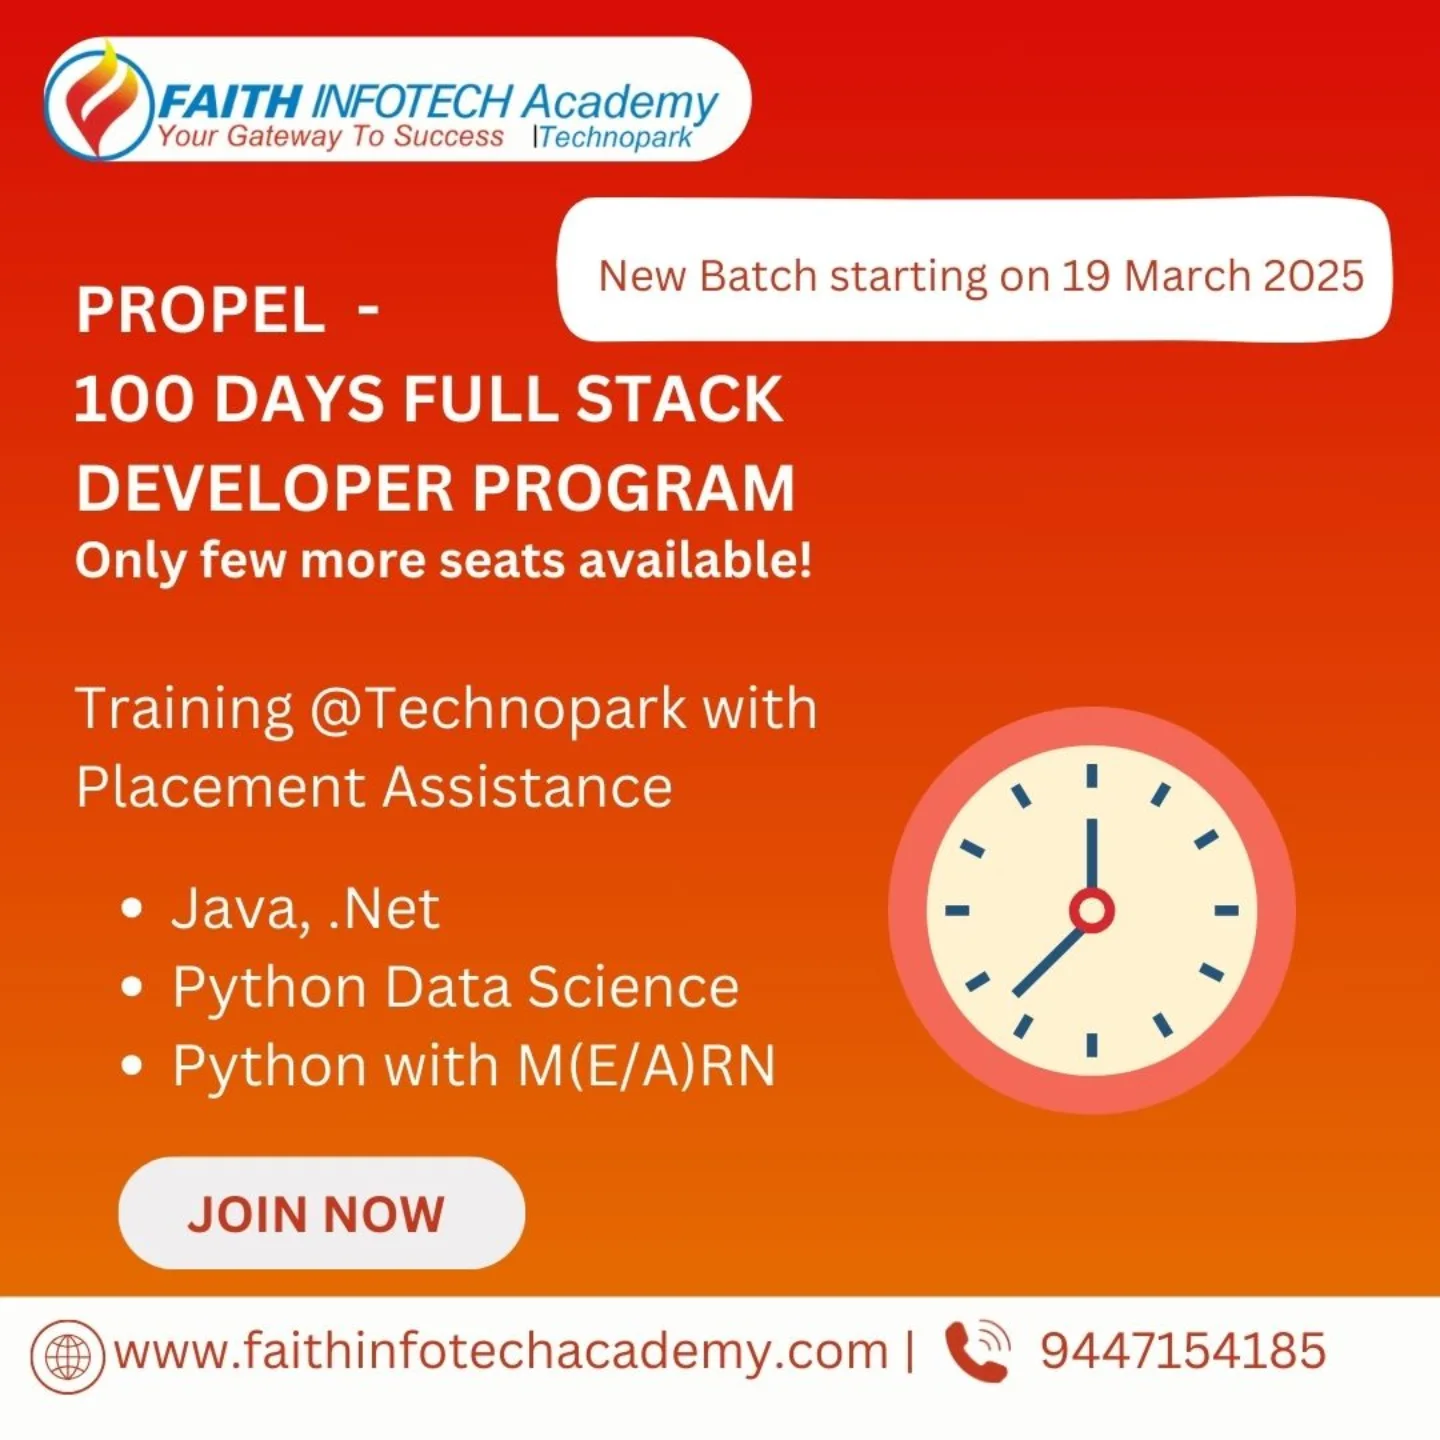 FAITH INFOTECH Academy
Your Gateway To Success |Technopark
New Batch starting on 19 March 2025
PROPEL -
100 DAYS FULL STACK
DEVELOPER PROGRAM
Only few more seats available!
Training @Technopark with
Placement Assistance
• Java, .Net
• Python Data Science
• Python with M(E/A)RN
JOIN NOW
www.faithinfotechacademy.com | 9447154185